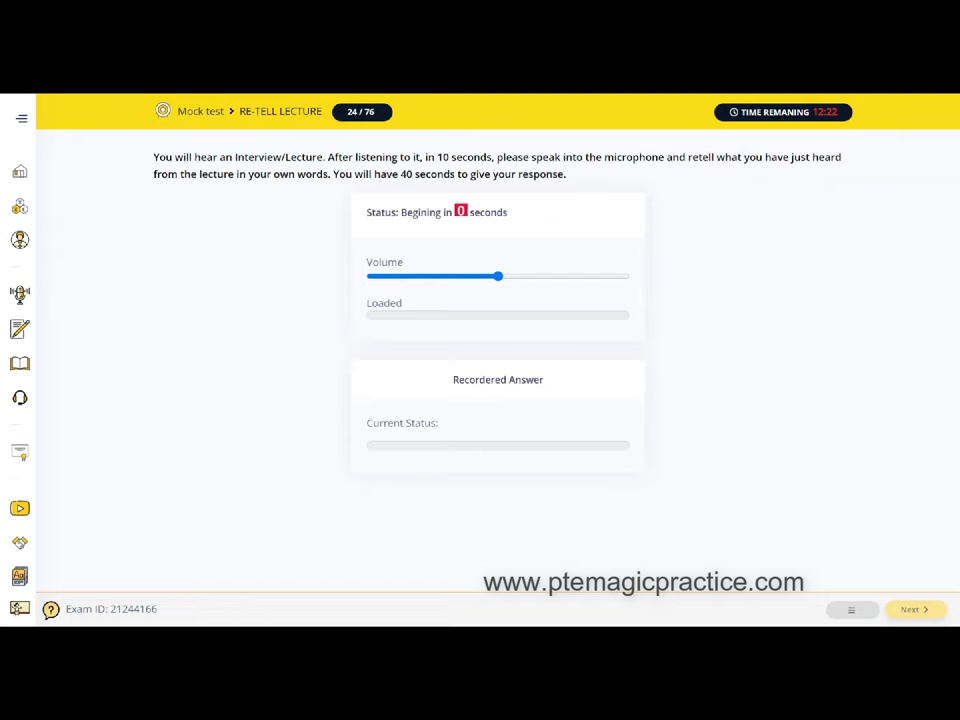 Mock test > RE-TELL LECTURE 24 / 76 TIME REMANING 12:22
You will hear an Interview/Lecture. After listening to it, in 10 seconds, please speak into the microphone and retell what you have just heard
from the lecture in your own words. You will have 40 seconds to give your response.
Status: Begining in 0 seconds
Volume
Loaded
Recordered Answer
Current Status:
www.ptemagicpractice.com
Exam ID: 21244166
Next >